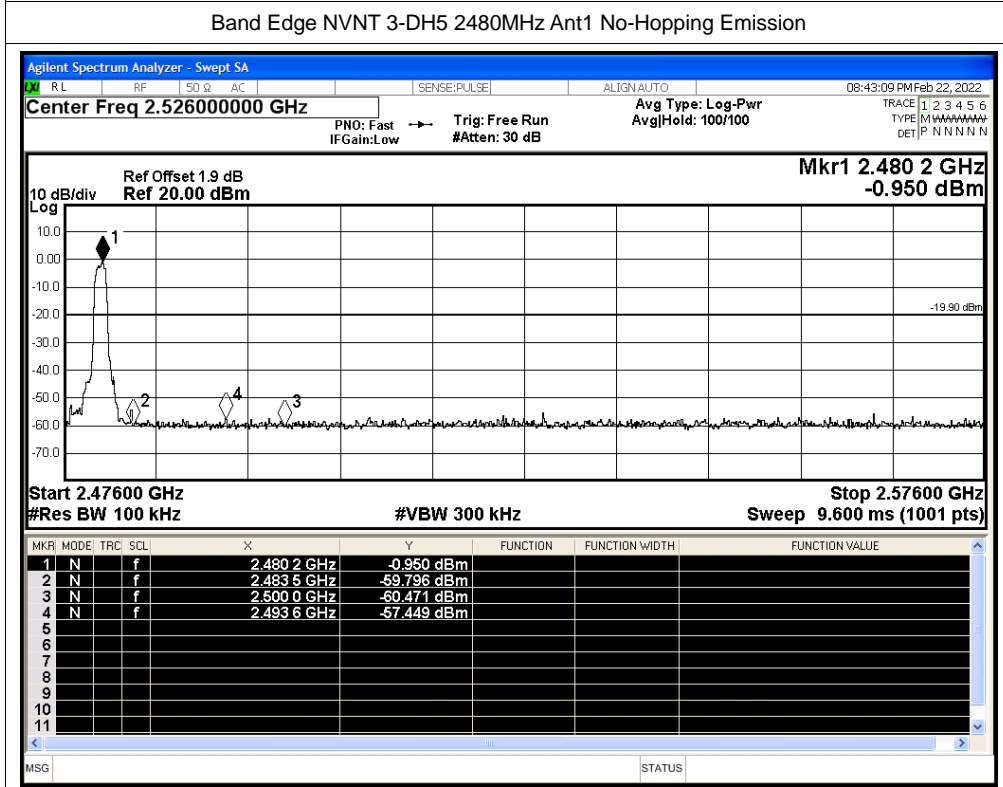 Band Edge NVNT 3-DH5 2480MHz Ant1 No-Hopping Emission
Agilent Spectrum Analyzer - Swept SA
LXI RL RF 50 Ω AC SENSE:PULSE ALIGN AUTO 08:43:09 PM Feb 22, 2022
Center Freq 2.526000000 GHz
PNO: Fast
IFGain:Low
Trig: Free Run
#Atten: 30 dB
Avg Type: Log-Pwr
Avg|Hold: 100/100
TRACE 1 2 3 4 5 6
TYPE M
DET P N N N N N
Mkr1 2.480 2 GHz
-0.950 dBm
Ref Offset 1.9 dB
10 dB/div Ref 20.00 dBm
Log
10.0
0.00
-10.0
-20.0
-30.0
-40.0
-50.0
-60.0
-70.0
1
2
4
3
-19.90 dBm
Start 2.47600 GHz Stop 2.57600 GHz
#Res BW 100 kHz #VBW 300 kHz Sweep 9.600 ms (1001 pts)
MKR MODE TRC SCL X Y FUNCTION FUNCTION WIDTH FUNCTION VALUE
1 N f 2.480 2 GHz -0.950 dBm
2 N f 2.483 5 GHz -59.796 dBm
3 N f 2.500 0 GHz -60.471 dBm
4 N f 2.493 6 GHz -57.449 dBm
5
6
7
8
9
10
11
MSG STATUS